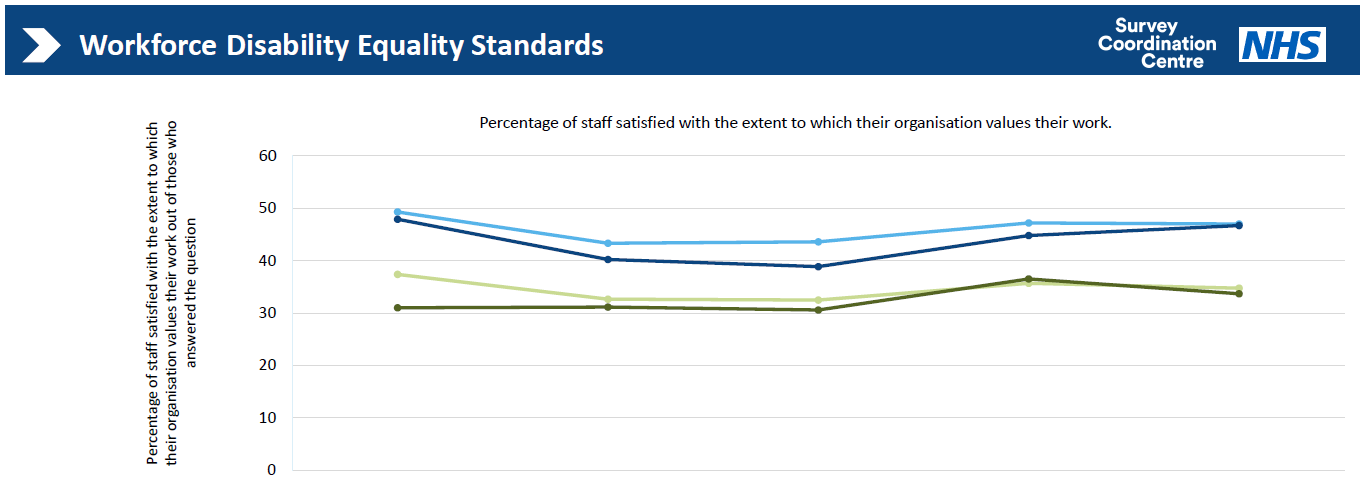 Workforce Disability Equality Standards
Survey
Coordination
Centre
NHS
Percentage of staff satisfied with the extent to which their organisation values their work.
Percentage of staff satisfied with the extent to which
their organisation values their work out of those who
answered the question
60
50
40
30
20
10
0